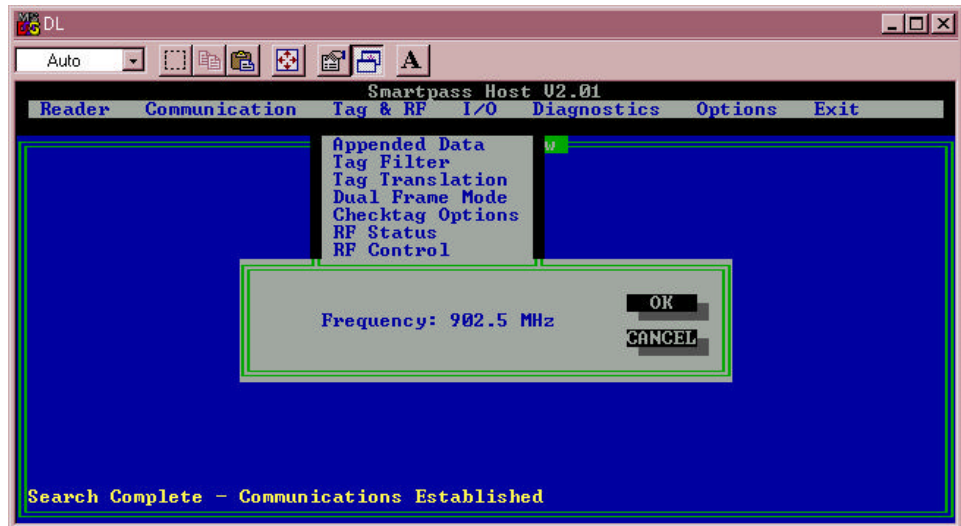 DL
Auto
A
Smartpass Host V2.01
Reader Communication Tag & RF I/O Diagnostics Options Exit
Appended Data w
Tag Filter
Tag Translation
Dual Frame Mode
Checktag Options
RF Status
RF Control
OK
Frequency: 902.5 MHz
CANCEL
Search Complete - Communications Established